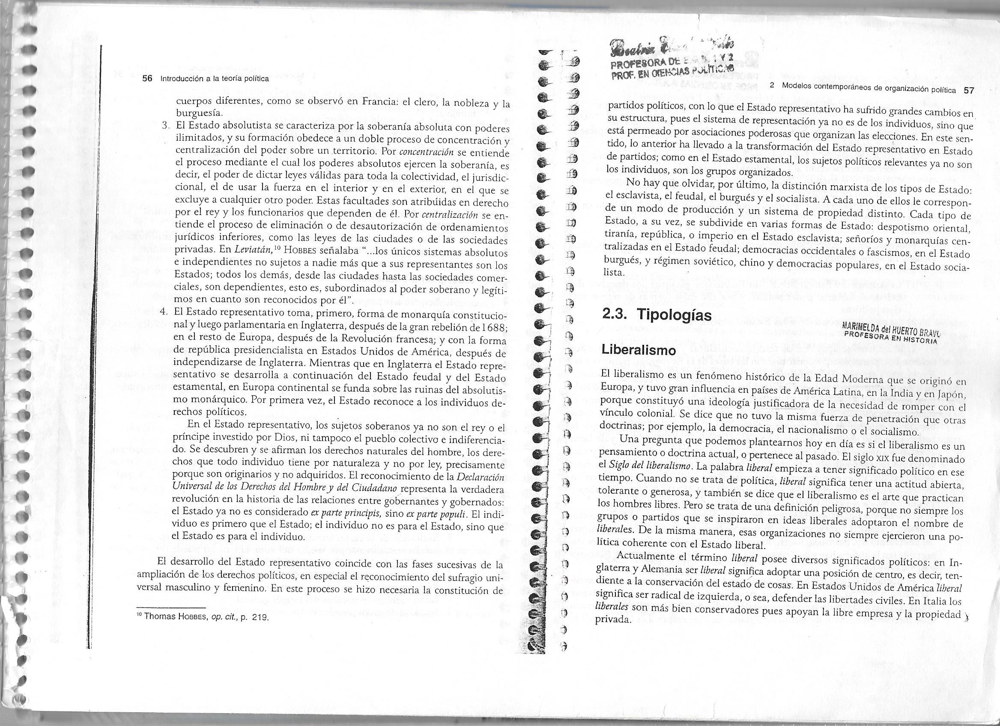 56 Introducción a la teoría política
cuerpos diferentes, como se observó en Francia: el clero, la nobleza y la
burguesía.
3. El Estado absolutista se caracteriza por la soberanía absoluta con poderes
ilimitados, y su formación obedece a un doble proceso de concentración y
centralización del poder sobre un territorio. Por concentración se entiende
el proceso mediante el cual los poderes absolutos ejercen la soberanía, es
decir, el poder de dictar leyes válidas para toda la colectividad, el jurisdic-
cional, el de usar la fuerza en el interior y en el exterior, en el que se
excluye a cualquier otro poder. Estas facultades son atribúidas en derecho
por el rey y los funcionarios que dependen de él. Por centralización se en-
tiende el proceso de eliminación o de desautorización de ordenamientos
jurídicos inferiores, como las leyes de las ciudades o de las sociedades
privadas. En Leviatán,¹⁰ HOBBES señalaba “...los únicos sistemas absolutos
e independientes no sujetos a nadie más que a sus representantes son los
Estados; todos los demás, desde las ciudades hasta las sociedades comer-
ciales, son dependientes, esto es, subordinados al poder soberano y legíti-
mos en cuanto son reconocidos por él”.
4. El Estado representativo toma, primero, forma de monarquía constitucio-
nal y luego parlamentaria en Inglaterra, después de la gran rebelión de 1688;
en el resto de Europa, después de la Revolución francesa; y con la forma
de república presidencialista en Estados Unidos de América, después de
independizarse de Inglaterra. Mientras que en Inglaterra el Estado repre-
sentativo se desarrolla a continuación del Estado feudal y del Estado
estamental, en Europa continental se funda sobre las ruinas del absolutis-
mo monárquico. Por primera vez, el Estado reconoce a los individuos de-
rechos políticos.
En el Estado representativo, los sujetos soberanos ya no son el rey o el
príncipe investido por Dios, ni tampoco el pueblo colectivo e indiferencia-
do. Se descubren y se afirman los derechos naturales del hombre, los dere-
chos que todo individuo tiene por naturaleza y no por ley, precisamente
porque son originarios y no adquiridos. El reconocimiento de la Declaración
Universal de los Derechos del Hombre y del Ciudadano representa la verdadera
revolución en la historia de las relaciones entre gobernantes y gobernados:
el Estado ya no es considerado ex parte principis, sino ex parte populi. El indi-
viduo es primero que el Estado; el individuo no es para el Estado, sino que
el Estado es para el individuo.
El desarrollo del Estado representativo coincide con las fases sucesivas de la
ampliación de los derechos políticos, en especial el reconocimiento del sufragio uni-
versal masculino y femenino. En este proceso se hizo necesaria la constitución de
¹⁰ Thomas HOBBES, op. cit., p. 219.
Beatriz
PROFESORA DE 1 Y 2
PROF. EN CIENCIAS POLÍTICAS
2 Modelos contemporáneos de organización política 57
partidos políticos, con lo que el Estado representativo ha sufrido grandes cambios en
su estructura, pues el sistema de representación ya no es de los individuos, sino que
está permeado por asociaciones poderosas que organizan las elecciones. En este sen-
tido, lo anterior ha llevado a la transformación del Estado representativo en Estado
de partidos; como en el Estado estamental, los sujetos políticos relevantes ya no son
los individuos, son los grupos organizados.
No hay que olvidar, por último, la distinción marxista de los tipos de Estado:
el esclavista, el feudal, el burgués y el socialista. A cada uno de ellos le correspon-
de un modo de producción y un sistema de propiedad distinto. Cada tipo de
Estado, a su vez, se subdivide en varias formas de Estado: despotismo oriental,
tiranía, república, o imperio en el Estado esclavista; señoríos y monarquías cen-
tralizadas en el Estado feudal; democracias occidentales o fascismos, en el Estado
burgués, y régimen soviético, chino y democracias populares, en el Estado socia-
lista.
2.3. Tipologías
MARIMELDA del HUERTO BRAVO
PROFESORA EN HISTORIA
Liberalismo
El liberalismo es un fenómeno histórico de la Edad Moderna que se originó en
Europa, y tuvo gran influencia en países de América Latina, en la India y en Japón,
porque constituyó una ideología justificadora de la necesidad de romper con el
vínculo colonial. Se dice que no tuvo la misma fuerza de penetración que otras
doctrinas; por ejemplo, la democracia, el nacionalismo o el socialismo.
Una pregunta que podemos plantearnos hoy en día es si el liberalismo es un
pensamiento o doctrina actual, o pertenece al pasado. El siglo XIX fue denominado
el Siglo del liberalismo. La palabra liberal empieza a tener significado político en ese
tiempo. Cuando no se trata de política, liberal significa tener una actitud abierta,
tolerante o generosa, y también se dice que el liberalismo es el arte que practican
los hombres libres. Pero se trata de una definición peligrosa, porque no siempre los
grupos o partidos que se inspiraron en ideas liberales adoptaron el nombre de
liberales. De la misma manera, esas organizaciones no siempre ejercieron una po-
lítica coherente con el Estado liberal.
Actualmente el término liberal posee diversos significados políticos: en In-
glaterra y Alemania ser liberal significa adoptar una posición de centro, es decir, ten-
diente a la conservación del estado de cosas. En Estados Unidos de América liberal
significa ser radical de izquierda, o sea, defender las libertades civiles. En Italia los
liberales son más bien conservadores pues apoyan la libre empresa y la propiedad
privada.